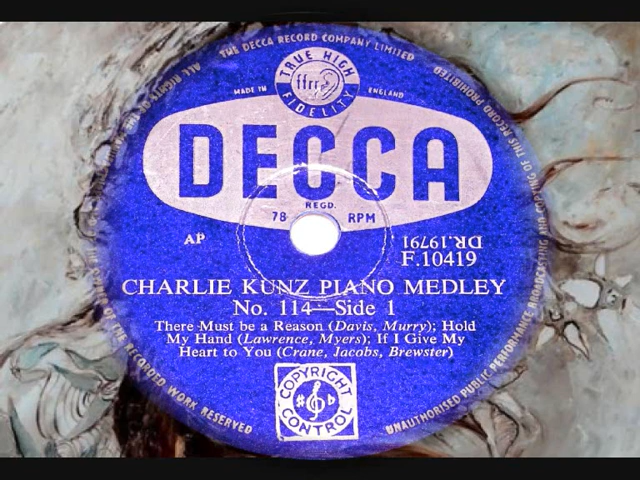 THE DECCA RECORD COMPANY LIMITED
TRUE HIGH
ffrr
FIDELITY
MADE IN ENGLAND
DECCA
REGD.
78 RPM
AP
DR.19791
F.10419
CHARLIE KUNZ PIANO MEDLEY
No. 114—Side 1
There Must be a Reason (Davis, Murry); Hold
My Hand (Lawrence, Myers); If I Give My
Heart to You (Crane, Jacobs, Brewster)
COPYRIGHT
CONTROL
ALL RIGHTS OF THE
RECORDED WORK RESERVED
UNAUTHORISED PUBLIC PERFORMANCE BROADCASTING AND COPYING OF THIS RECORD PROHIBITED